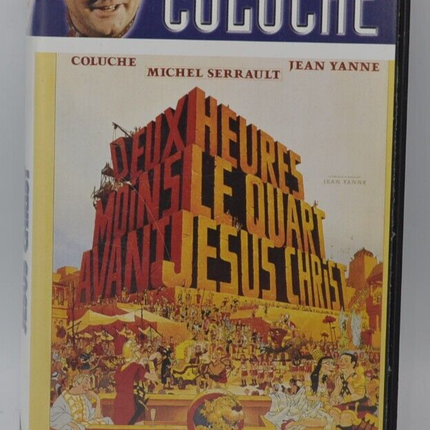 COLUCHE
COLUCHE MICHEL SERRAULT JEAN YANNE
DEUX HEURES
MOINS LE QUART
AVANT JESUS CHRIST
JEAN YANNE